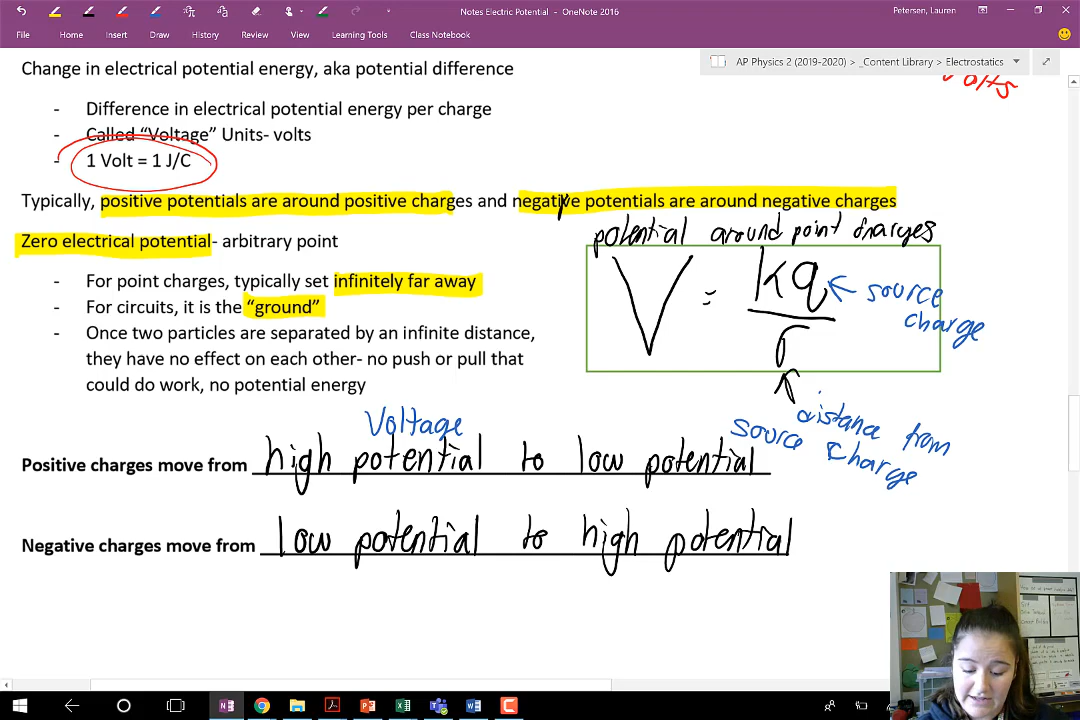 Notes Electric Potential - OneNote 2016
Petersen, Lauren
File Home Insert Draw History Review View Learning Tools Class Notebook
AP Physics 2 (2019-2020) > _Content Library > Electrostatics
Volts
Change in electrical potential energy, aka potential difference
- Difference in electrical potential energy per charge
- Called “Voltage” Units- volts
- 1 Volt = 1 J/C
Typically, positive potentials are around positive charges and negative potentials are around negative charges
potential around point charges
Zero electrical potential- arbitrary point
- For point charges, typically set infinitely far away
- For circuits, it is the “ground”
- Once two particles are separated by an infinite distance,
they have no effect on each other- no push or pull that
could do work, no potential energy
V = kq
r
source
charge
distance from
source charge
Voltage
Positive charges move from high potential to low potential
Negative charges move from low potential to high potential